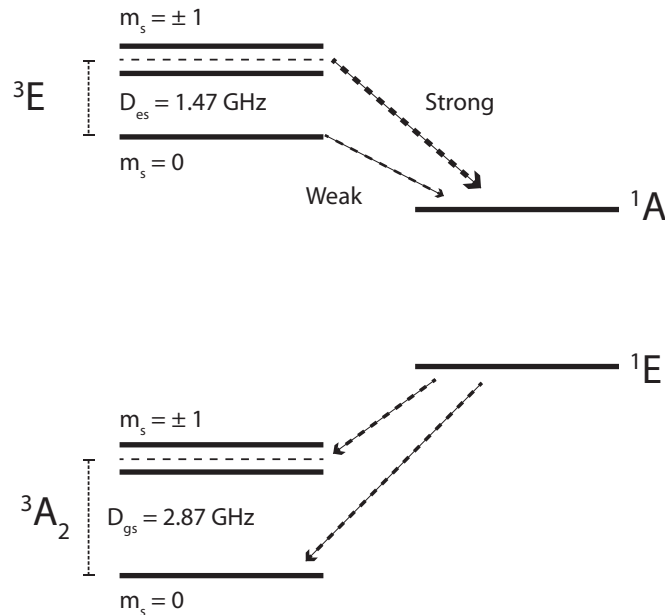 m_s = ± 1
³E
D_es = 1.47 GHz
Strong
m_s = 0
Weak
¹A
¹E
m_s = ± 1
³A₂
D_gs = 2.87 GHz
m_s = 0